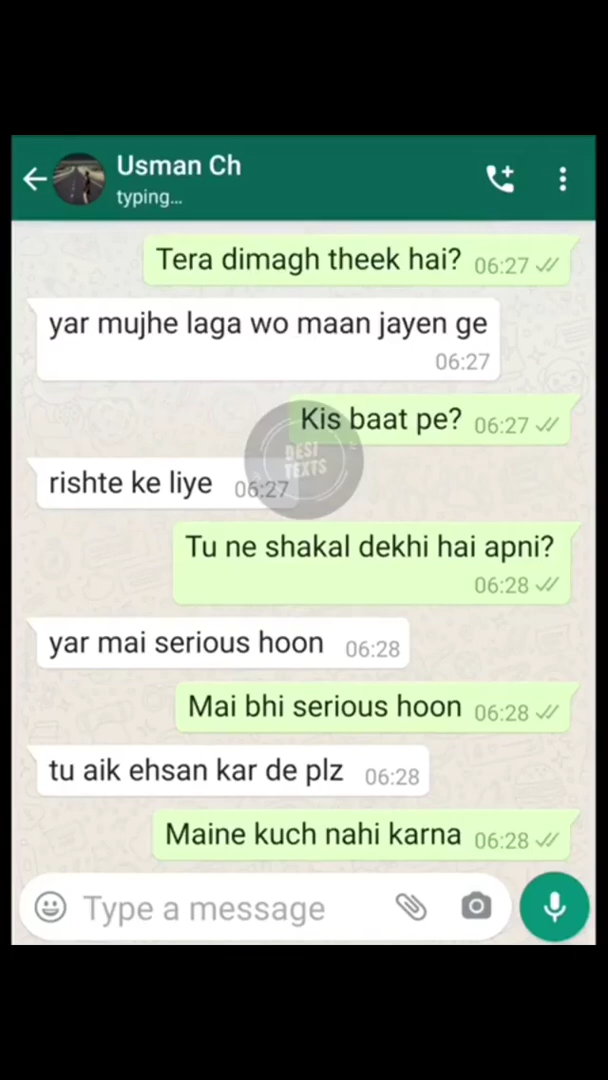 Usman Ch
typing...
Tera dimagh theek hai? 06:27
yar mujhe laga wo maan jayen ge
06:27
Kis baat pe? 06:27
DESI
TEXTS
rishte ke liye 06:27
Tu ne shakal dekhi hai apni?
06:28
yar mai serious hoon 06:28
Mai bhi serious hoon 06:28
tu aik ehsan kar de plz 06:28
Maine kuch nahi karna 06:28
Type a message